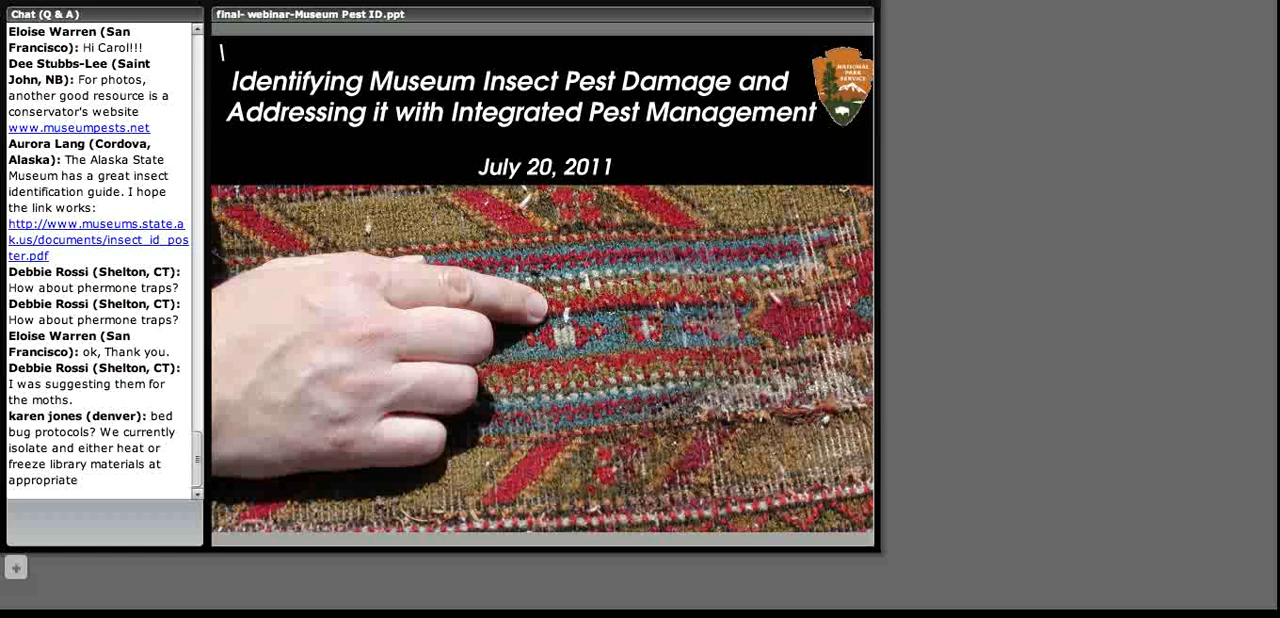 Chat (Q & A)
Eloise Warren (San
Francisco): Hi Carol!!!
Dee Stubbs-Lee (Saint
John, NB): For photos,
another good resource is a
conservator's website
www.museumpests.net
Aurora Lang (Cordova,
Alaska): The Alaska State
Museum has a great insect
identification guide. I hope
the link works:
http://www.museums.state.a
k.us/documents/insect_id_pos
ter.pdf
Debbie Rossi (Shelton, CT):
How about phermone traps?
Debbie Rossi (Shelton, CT):
How about phermone traps?
Eloise Warren (San
Francisco): ok, Thank you.
Debbie Rossi (Shelton, CT):
I was suggesting them for
the moths.
karen jones (denver): bed
bug protocols? We currently
isolate and either heat or
freeze library materials at
appropriate
final- webinar-Museum Pest ID.ppt
Identifying Museum Insect Pest Damage and
Addressing it with Integrated Pest Management
July 20, 2011
NATIONAL
PARK
SERVICE